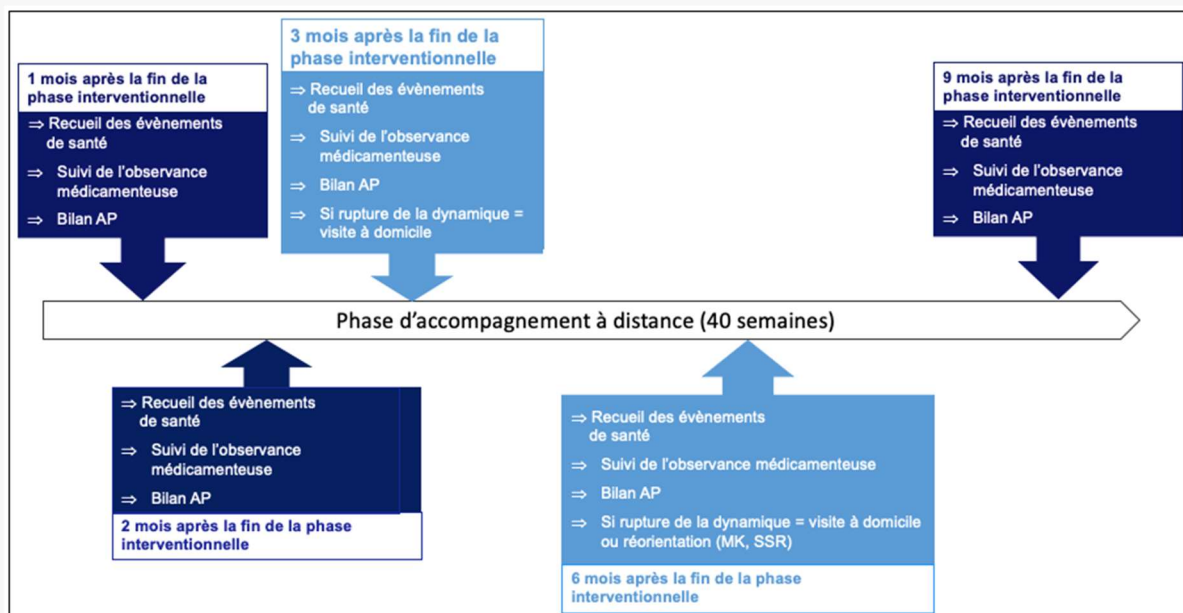 1 mois après la fin de la
phase interventionnelle
⇒ Recueil des évènements
de santé
⇒ Suivi de l'observance
médicamenteuse
⇒ Bilan AP
3 mois après la fin de la
phase interventionnelle
⇒ Recueil des évènements
de santé
⇒ Suivi de l'observance
médicamenteuse
⇒ Bilan AP
⇒ Si rupture de la dynamique =
visite à domicile
9 mois après la fin de la
phase interventionnelle
⇒ Recueil des évènements
de santé
⇒ Suivi de l'observance
médicamenteuse
⇒ Bilan AP
Phase d'accompagnement à distance (40 semaines)
⇒ Recueil des évènements
de santé
⇒ Suivi de l'observance
médicamenteuse
⇒ Bilan AP
2 mois après la fin de la phase
interventionnelle
⇒ Recueil des évènements
de santé
⇒ Suivi de l'observance médicamenteuse
⇒ Bilan AP
⇒ Si rupture de la dynamique = visite à domicile
ou réorientation (MK, SSR)
6 mois après la fin de la phase
interventionnelle